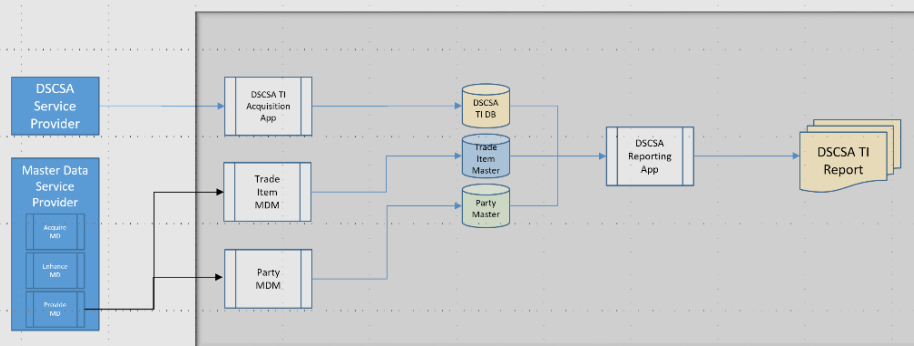 DSCSA
Service
Provider
Master Data
Service
Provider
Acquire
MD
Enhance
MD
Provide
MD
DSCSA TI
Acquisition
App
Trade
Item
MDM
Party
MDM
DSCSA
TI DB
Trade
Item
Master
Party
Master
DSCSA
Reporting
App
DSCSA TI
Report